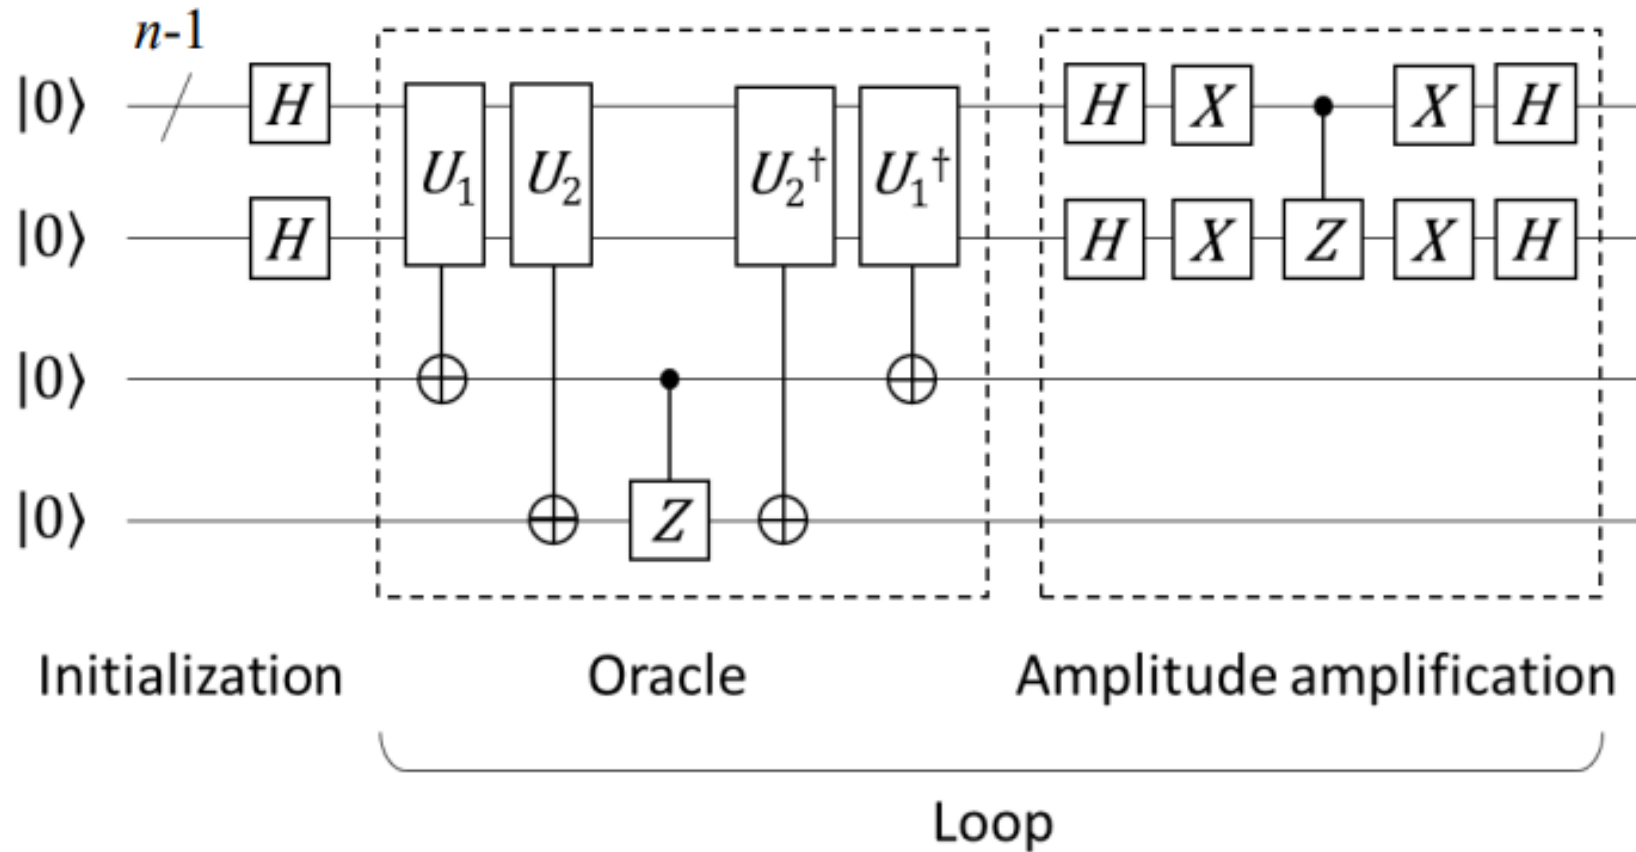 n-1
|0⟩ H U₁ U₂ U₂† U₁† H X X H
|0⟩ H H X Z X H
|0⟩
|0⟩ Z
Initialization Oracle Amplitude amplification
Loop